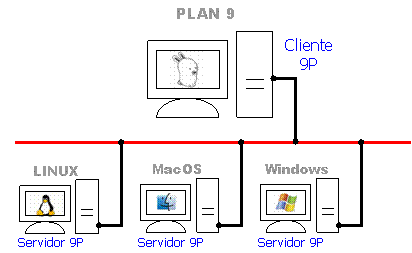 PLAN 9
Cliente
9P
LINUX
MacOS
Windows
Servidor 9P
Servidor 9P
Servidor 9P